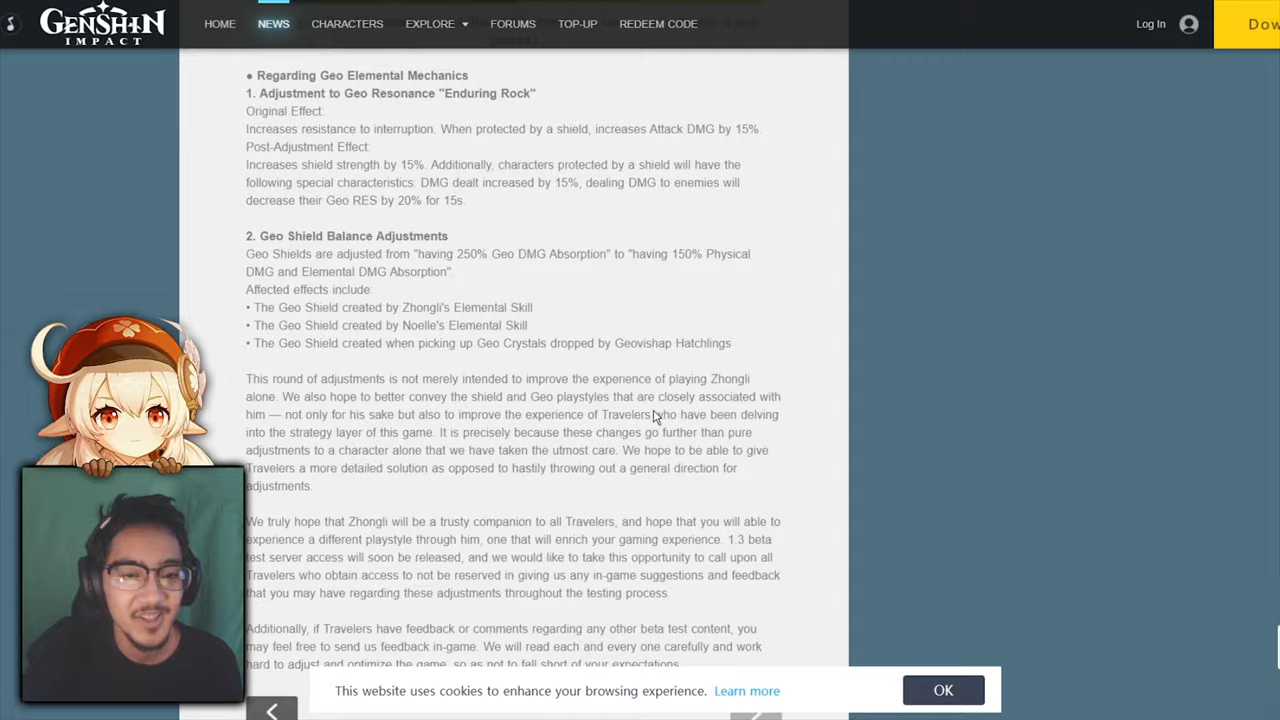 GENSHIN
IMPACT
HOME
NEWS
CHARACTERS
EXPLORE
FORUMS
TOP-UP
REDEEM CODE
Log In
Dow
● Regarding Geo Elemental Mechanics
1. Adjustment to Geo Resonance "Enduring Rock"
Original Effect:
Increases resistance to interruption. When protected by a shield, increases Attack DMG by 15%.
Post-Adjustment Effect:
Increases shield strength by 15%. Additionally, characters protected by a shield will have the
following special characteristics: DMG dealt increased by 15%, dealing DMG to enemies will
decrease their Geo RES by 20% for 15s.
2. Geo Shield Balance Adjustments
Geo Shields are adjusted from "having 250% Geo DMG Absorption" to "having 150% Physical
DMG and Elemental DMG Absorption".
Affected effects include:
• The Geo Shield created by Zhongli's Elemental Skill
• The Geo Shield created by Noelle's Elemental Skill
• The Geo Shield created when picking up Geo Crystals dropped by Geovishap Hatchlings
This round of adjustments is not merely intended to improve the experience of playing Zhongli
alone. We also hope to better convey the shield and Geo playstyles that are closely associated with
him — not only for his sake but also to improve the experience of Travelers who have been delving
into the strategy layer of this game. It is precisely because these changes go further than pure
adjustments to a character alone that we have taken the utmost care. We hope to be able to give
Travelers a more detailed solution as opposed to hastily throwing out a general direction for
adjustments.
We truly hope that Zhongli will be a trusty companion to all Travelers, and hope that you will able to
experience a different playstyle through him, one that will enrich your gaming experience. 1.3 beta
test server access will soon be released, and we would like to take this opportunity to call upon all
Travelers who obtain access to not be reserved in giving us any in-game suggestions and feedback
that you may have regarding these adjustments throughout the testing process.
Additionally, if Travelers have feedback or comments regarding any other beta test content, you
may feel free to send us feedback in-game. We will read each and every one carefully and work
hard to adjust and optimize the game, so as not to fall short of your expectations.
This website uses cookies to enhance your browsing experience. Learn more
OK